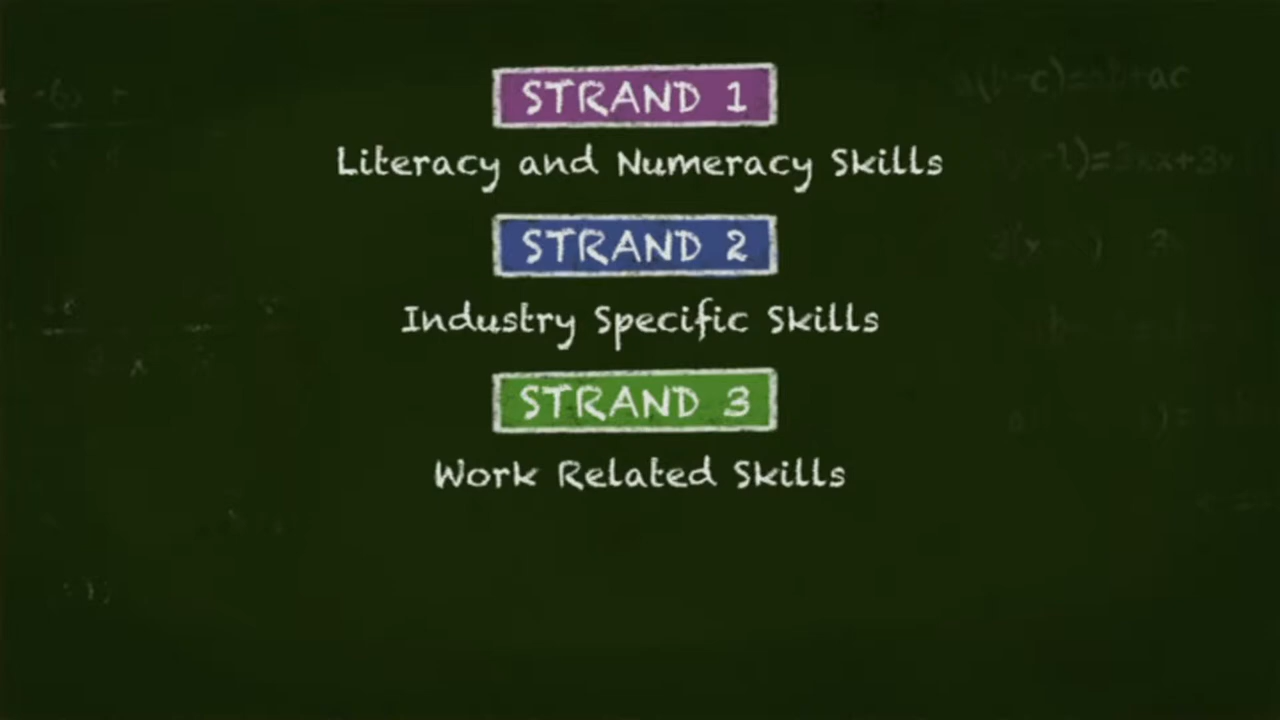 STRAND 1
Literacy and Numeracy Skills
STRAND 2
Industry Specific Skills
STRAND 3
Work Related Skills